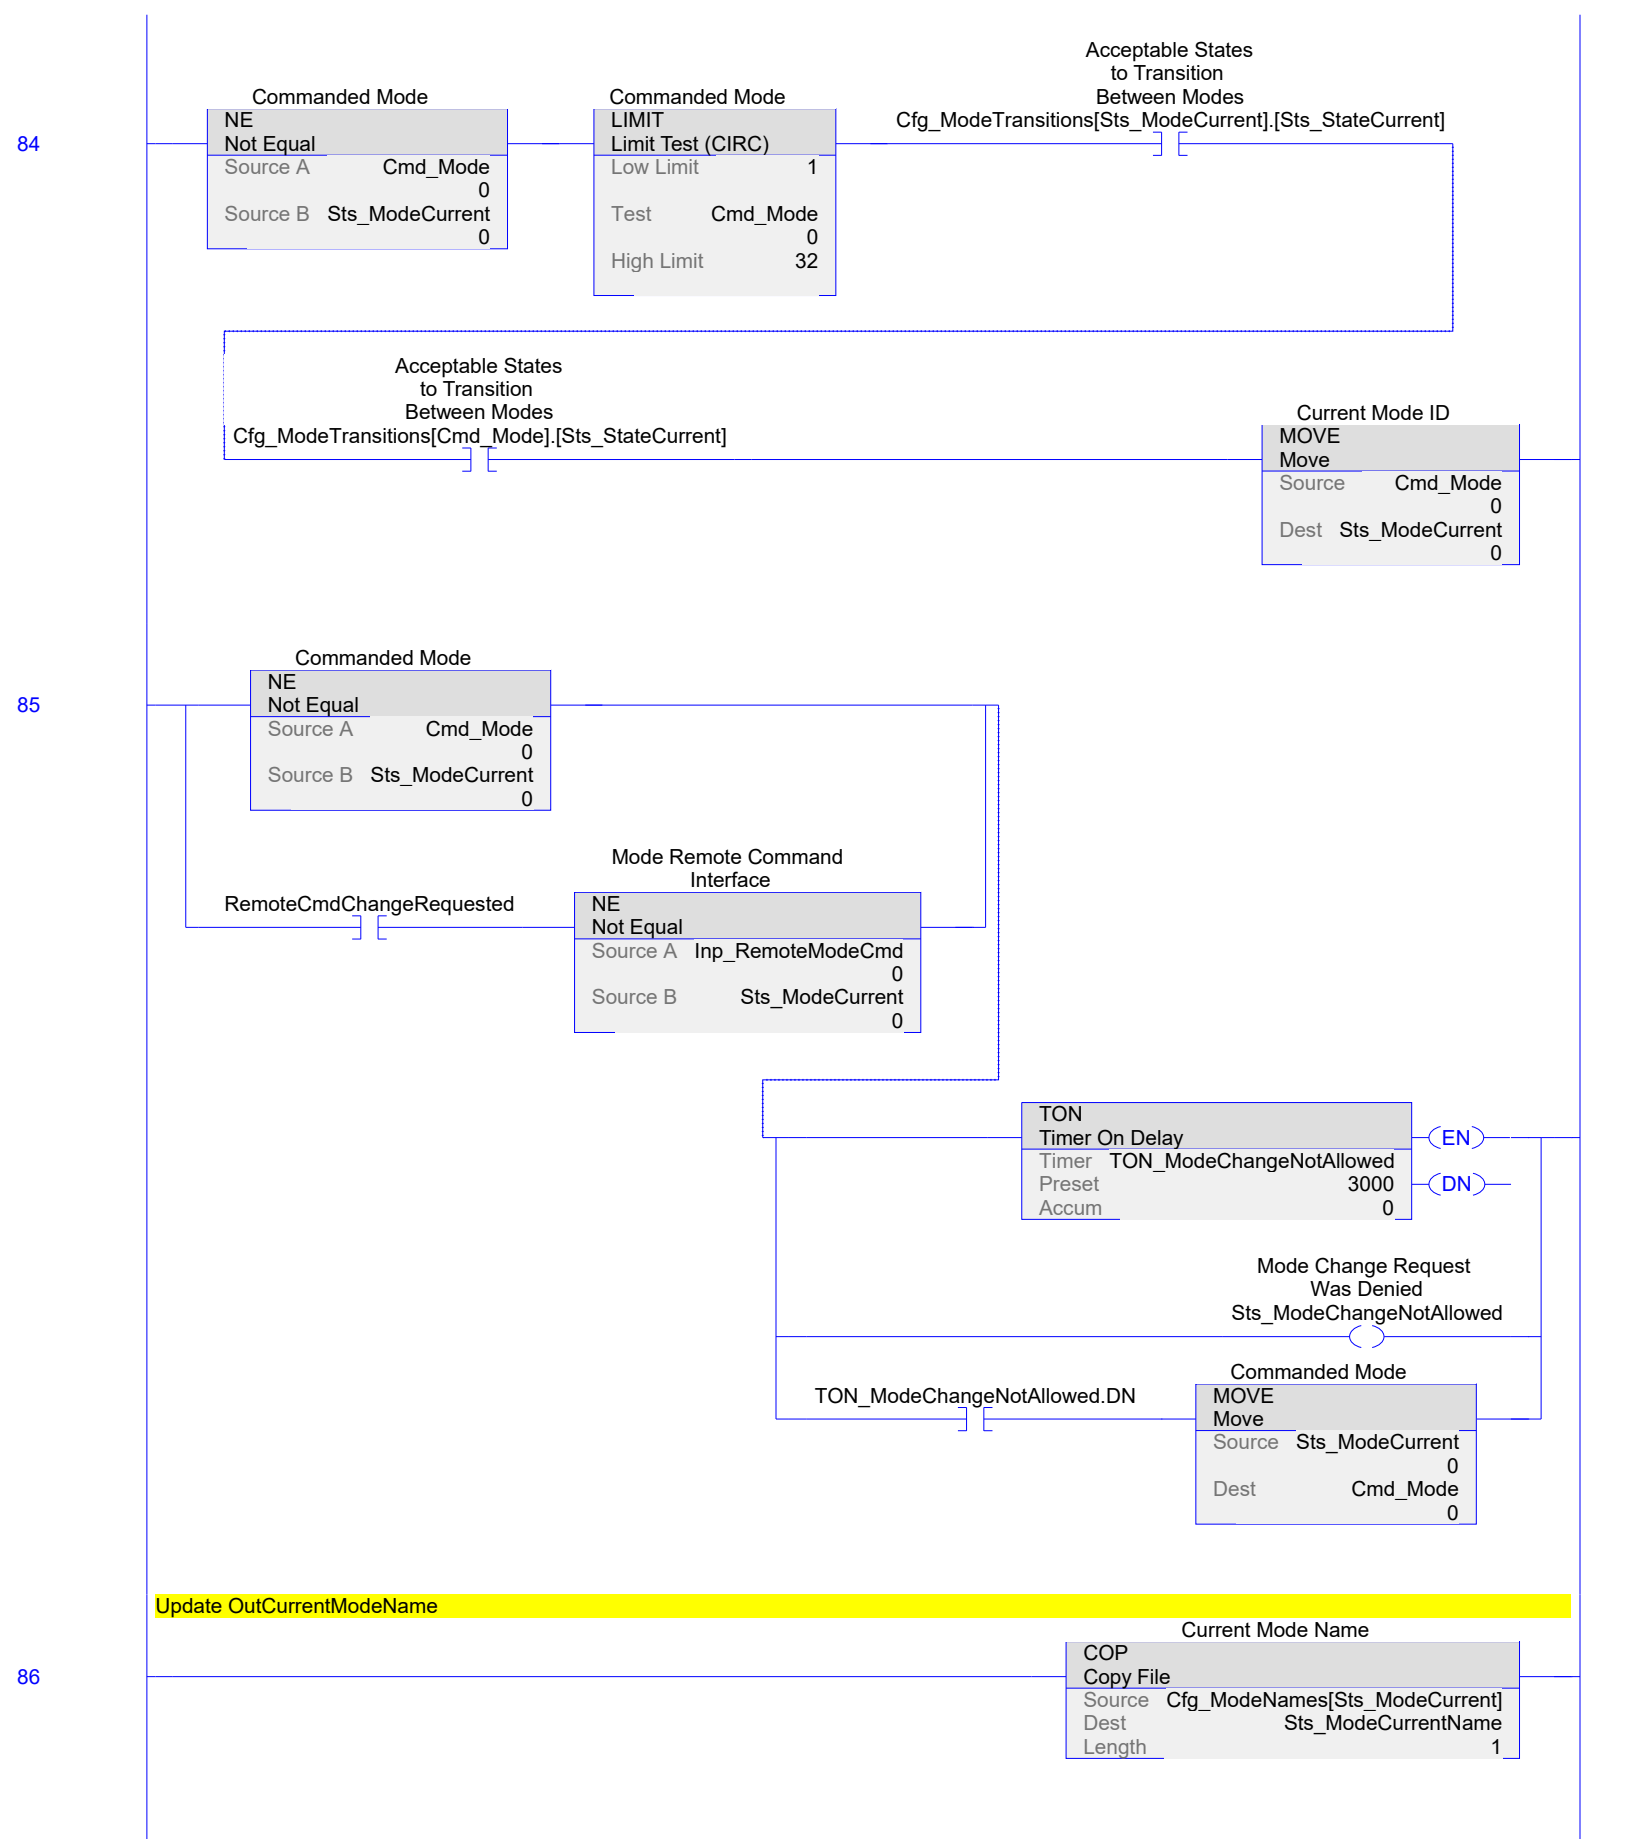 84
Commanded Mode
NE
Not Equal
Source A Cmd_Mode
0
Source B Sts_ModeCurrent
0
Commanded Mode
LIMIT
Limit Test (CIRC)
Low Limit 1
Test Cmd_Mode
0
High Limit 32
Acceptable States
to Transition
Between Modes
Cfg_ModeTransitions[Sts_ModeCurrent].[Sts_StateCurrent]
Acceptable States
to Transition
Between Modes
Cfg_ModeTransitions[Cmd_Mode].[Sts_StateCurrent]
Current Mode ID
MOVE
Move
Source Cmd_Mode
0
Dest Sts_ModeCurrent
0
85
Commanded Mode
NE
Not Equal
Source A Cmd_Mode
0
Source B Sts_ModeCurrent
0
RemoteCmdChangeRequested
Mode Remote Command
Interface
NE
Not Equal
Source A Inp_RemoteModeCmd
0
Source B Sts_ModeCurrent
0
TON
Timer On Delay
Timer TON_ModeChangeNotAllowed
Preset 3000
Accum 0
EN
DN
Mode Change Request
Was Denied
Sts_ModeChangeNotAllowed
TON_ModeChangeNotAllowed.DN
Commanded Mode
MOVE
Move
Source Sts_ModeCurrent
0
Dest Cmd_Mode
0
Update OutCurrentModeName
86
Current Mode Name
COP
Copy File
Source Cfg_ModeNames[Sts_ModeCurrent]
Dest Sts_ModeCurrentName
Length 1